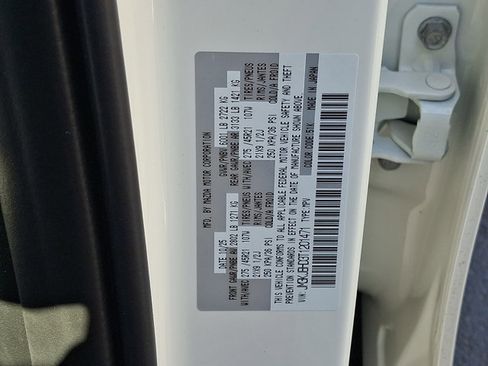 MFD. BY MAZDA MOTOR CORPORATION
DATE: 10/25 GVWR/PNBV 6001 LB 2722 KG
FRONT GAWR/PNBE AV 2802 LB 1271 KG REAR GAWR/PNBE AR 3133 LB 1421 KG
WITH/AVEC 275 /45R21 107W TIRES/PNEUS WITH/AVEC 275 /45R21 107W TIRES/PNEUS
21X9 1/2J RIMS/JANTES 21X9 1/2J RIMS/JANTES
250 KPA/36 PSI COLD/A FROID 250 KPA/36 PSI COLD/A FROID
THIS VEHICLE CONFORMS TO ALL APPLICABLE FEDERAL MOTOR VEHICLE SAFETY AND THEFT
PREVENTION STANDARDS IN EFFECT ON THE DATE OF MANUFACTURE SHOWN ABOVE.
COLOR CODE: 51K MADE IN JAPAN
TYPE: MPV